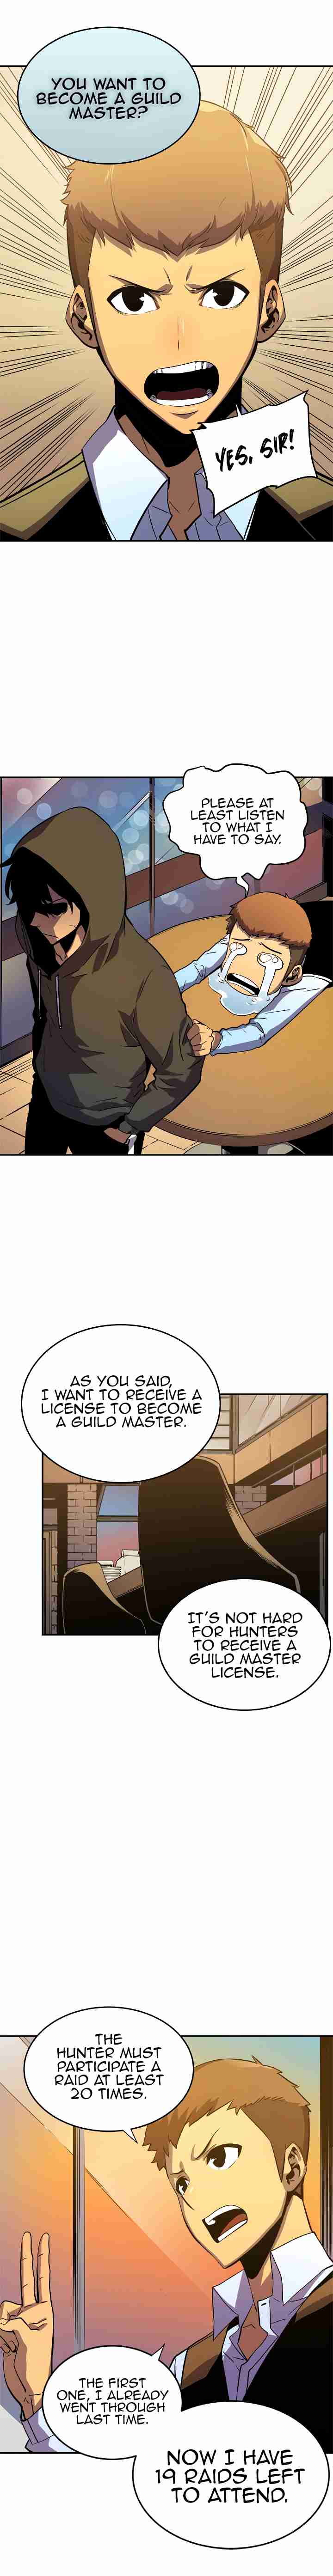 YOU WANT TO
BECOME A GUILD
MASTER?
YES, SIR!
PLEASE AT
LEAST LISTEN
TO WHAT I
HAVE TO SAY.
AS YOU SAID,
I WANT TO RECEIVE A
LICENSE TO BECOME
A GUILD MASTER.
IT'S NOT HARD
FOR HUNTERS
TO RECEIVE A
GUILD MASTER
LICENSE.
THE
HUNTER MUST
PARTICIPATE A
RAID AT LEAST
20 TIMES.
THE FIRST
ONE, I ALREADY
WENT THROUGH
LAST TIME.
NOW I HAVE
19 RAIDS LEFT
TO ATTEND.